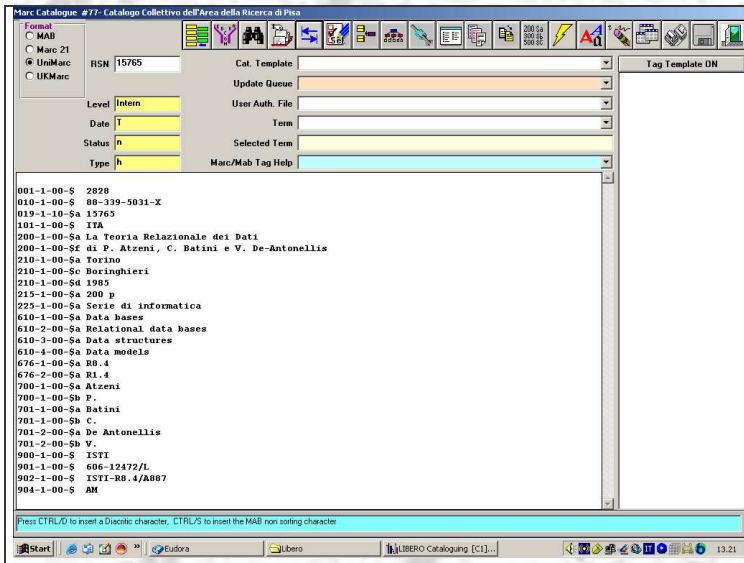 Marc Catalogue #77- Catalogo Collettivo dell'Area della Ricerca di Pisa
Format
MAB
Marc 21
UniMarc
UKMarc
RSN 15765
Level Intern
Date T
Status n
Type h
Cat. Template
Update Queue
User Auth. File
Term
Selected Term
Marc/Mab Tag Help
Tag Template ON
001-1-00-$ 2828
010-1-00-$ 88-339-5031-X
019-1-10-$a 15765
101-1-00-$ ITA
200-1-00-$a La Teoria Relazionale dei Dati
200-1-00-$f di P. Atzeni, C. Batini e V. De-Antonellis
210-1-00-$a Torino
210-1-00-$c Boringhieri
210-1-00-$d 1985
215-1-00-$a 200 p
225-1-00-$a Serie di informatica
610-1-00-$a Data bases
610-2-00-$a Relational data bases
610-3-00-$a Data structures
610-4-00-$a Data models
676-1-00-$a R8.4
676-2-00-$a R1.4
700-1-00-$a Atzeni
700-1-00-$b P.
701-1-00-$a Batini
701-1-00-$b C.
701-2-00-$a De Antonellis
701-2-00-$b V.
900-1-00-$ ISTI
901-1-00-$ 606-12472/L
902-1-00-$ ISTI-R8.4/A887
904-1-00-$ AM
Press CTRL/D to insert a Diacritic character, CTRL/S to insert the MAB non sorting character
Start
Eudora
Libero
LIBERO Cataloguing [C1]...
IT
13.21